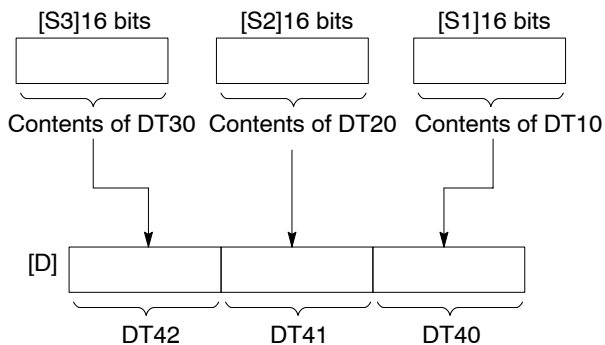 [S3]16 bits [S2]16 bits [S1]16 bits
Contents of DT30 Contents of DT20 Contents of DT10
[D]
DT42 DT41 DT40